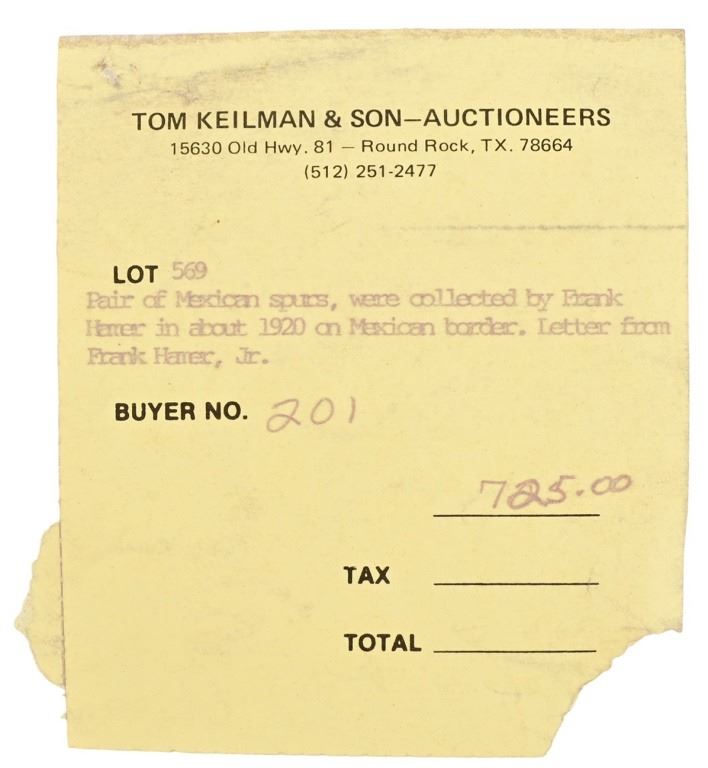 TOM KEILMAN & SON—AUCTIONEERS
15630 Old Hwy. 81 — Round Rock, TX. 78664
(512) 251-2477
LOT 569
Pair of Mexican spurs, were collected by Frank
Hamer in about 1920 on Mexican border. Letter from
Frank Hamer, Jr.
BUYER NO. 201
725.00
TAX
TOTAL